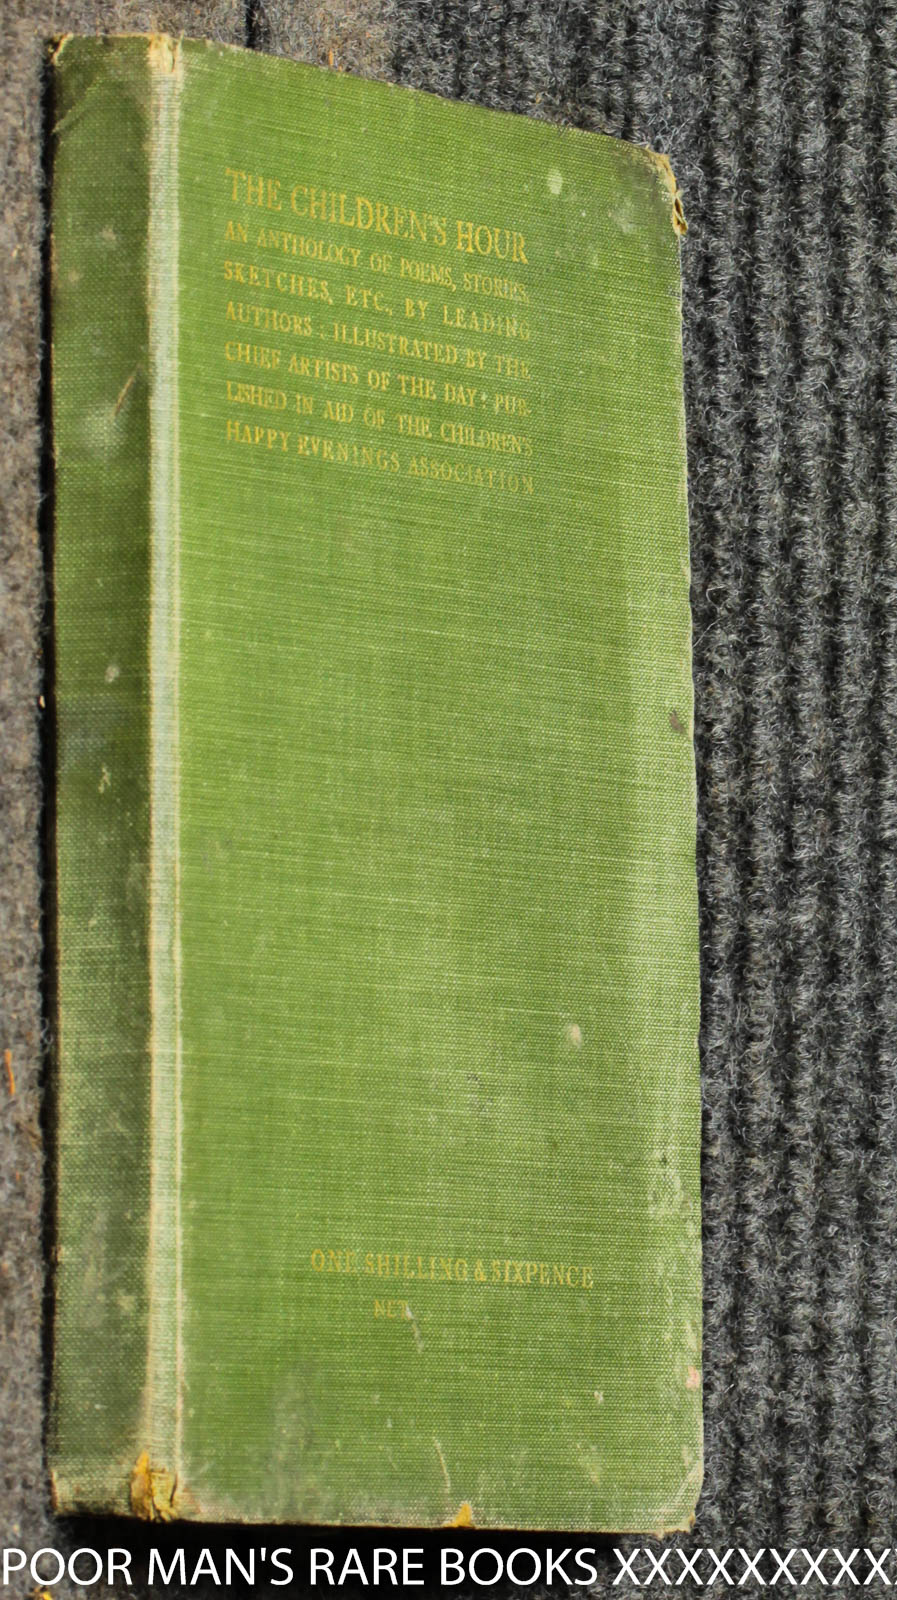 THE CHILDREN'S HOUR
AN ANTHOLOGY OF POEMS, STORIES,
SKETCHES, ETC., BY LEADING
AUTHORS : ILLUSTRATED BY THE
CHIEF ARTISTS OF THE DAY : PUB-
LISHED IN AID OF THE CHILDREN'S
HAPPY EVENINGS ASSOCIATION
ONE SHILLING & SIXPENCE
NET
POOR MAN'S RARE BOOKS XXXXXXXXXX